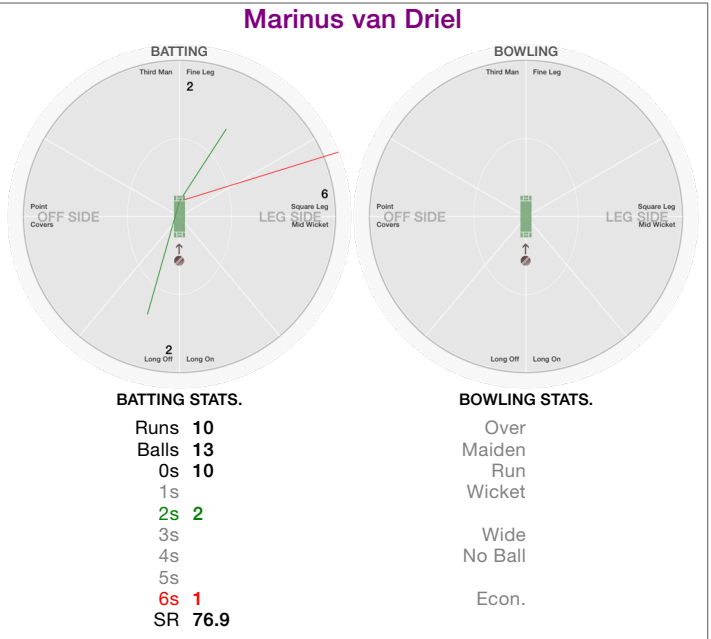 Marinus van Driel
BATTING
Third Man Fine Leg
2
6
Point
Square Leg
OFF SIDE
LEG SIDE
Covers
Mid Wicket
2
Long Off Long On
BOWLING
Third Man Fine Leg
Point
Square Leg
OFF SIDE
LEG SIDE
Covers
Mid Wicket
Long Off Long On
BATTING STATS.
Runs 10
Balls 13
0s 10
1s
2s 2
3s
4s
5s
6s 1
SR 76.9
BOWLING STATS.
Over
Maiden
Run
Wicket
Wide
No Ball
Econ.